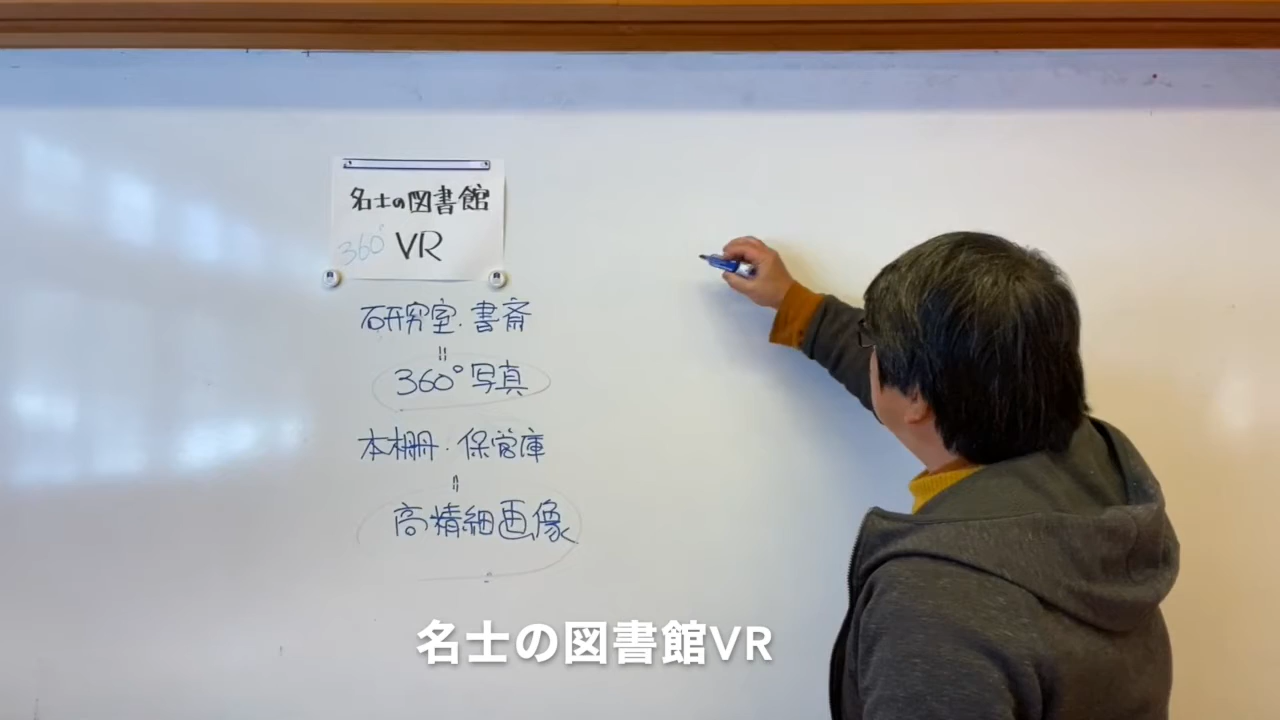 名士の図書館
360° VR
研究室・書斎
=
360°写真
本棚・保管庫
=
高精細画像
名士の図書館VR